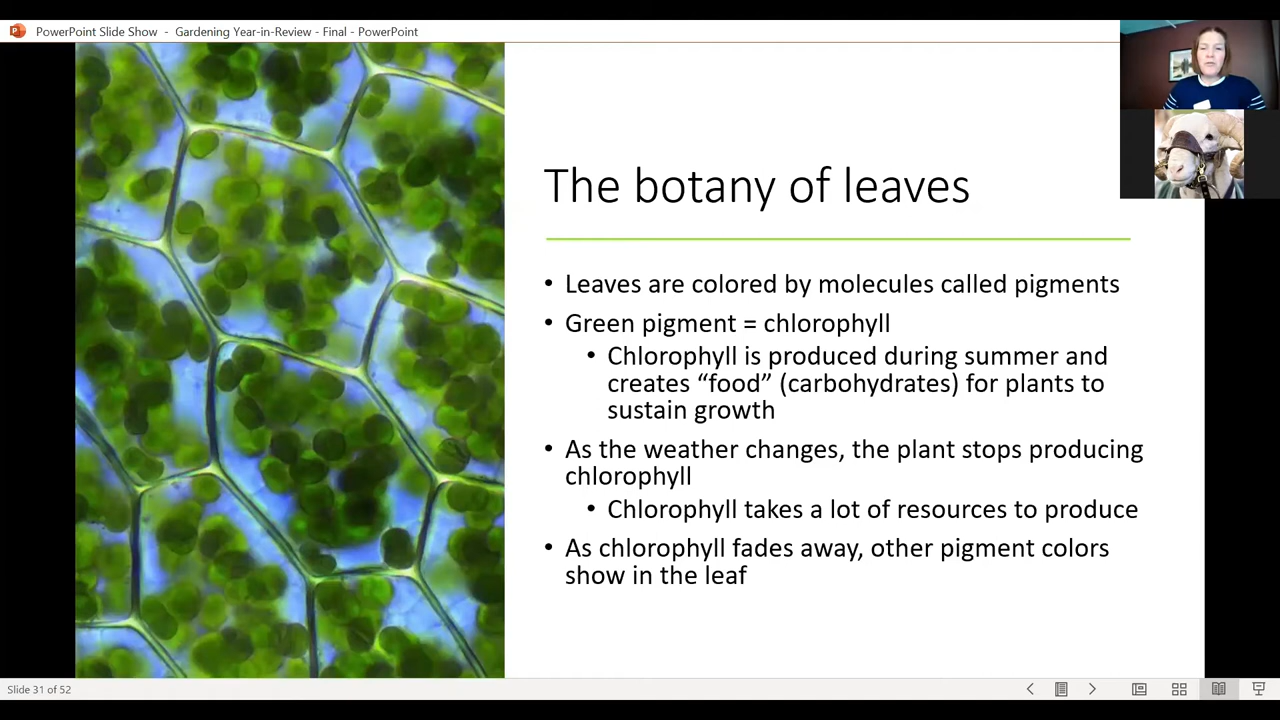 PowerPoint Slide Show - Gardening Year-in-Review - Final - PowerPoint
The botany of leaves
• Leaves are colored by molecules called pigments
• Green pigment = chlorophyll
• Chlorophyll is produced during summer and
creates “food” (carbohydrates) for plants to
sustain growth
• As the weather changes, the plant stops producing
chlorophyll
• Chlorophyll takes a lot of resources to produce
• As chlorophyll fades away, other pigment colors
show in the leaf
Slide 31 of 52